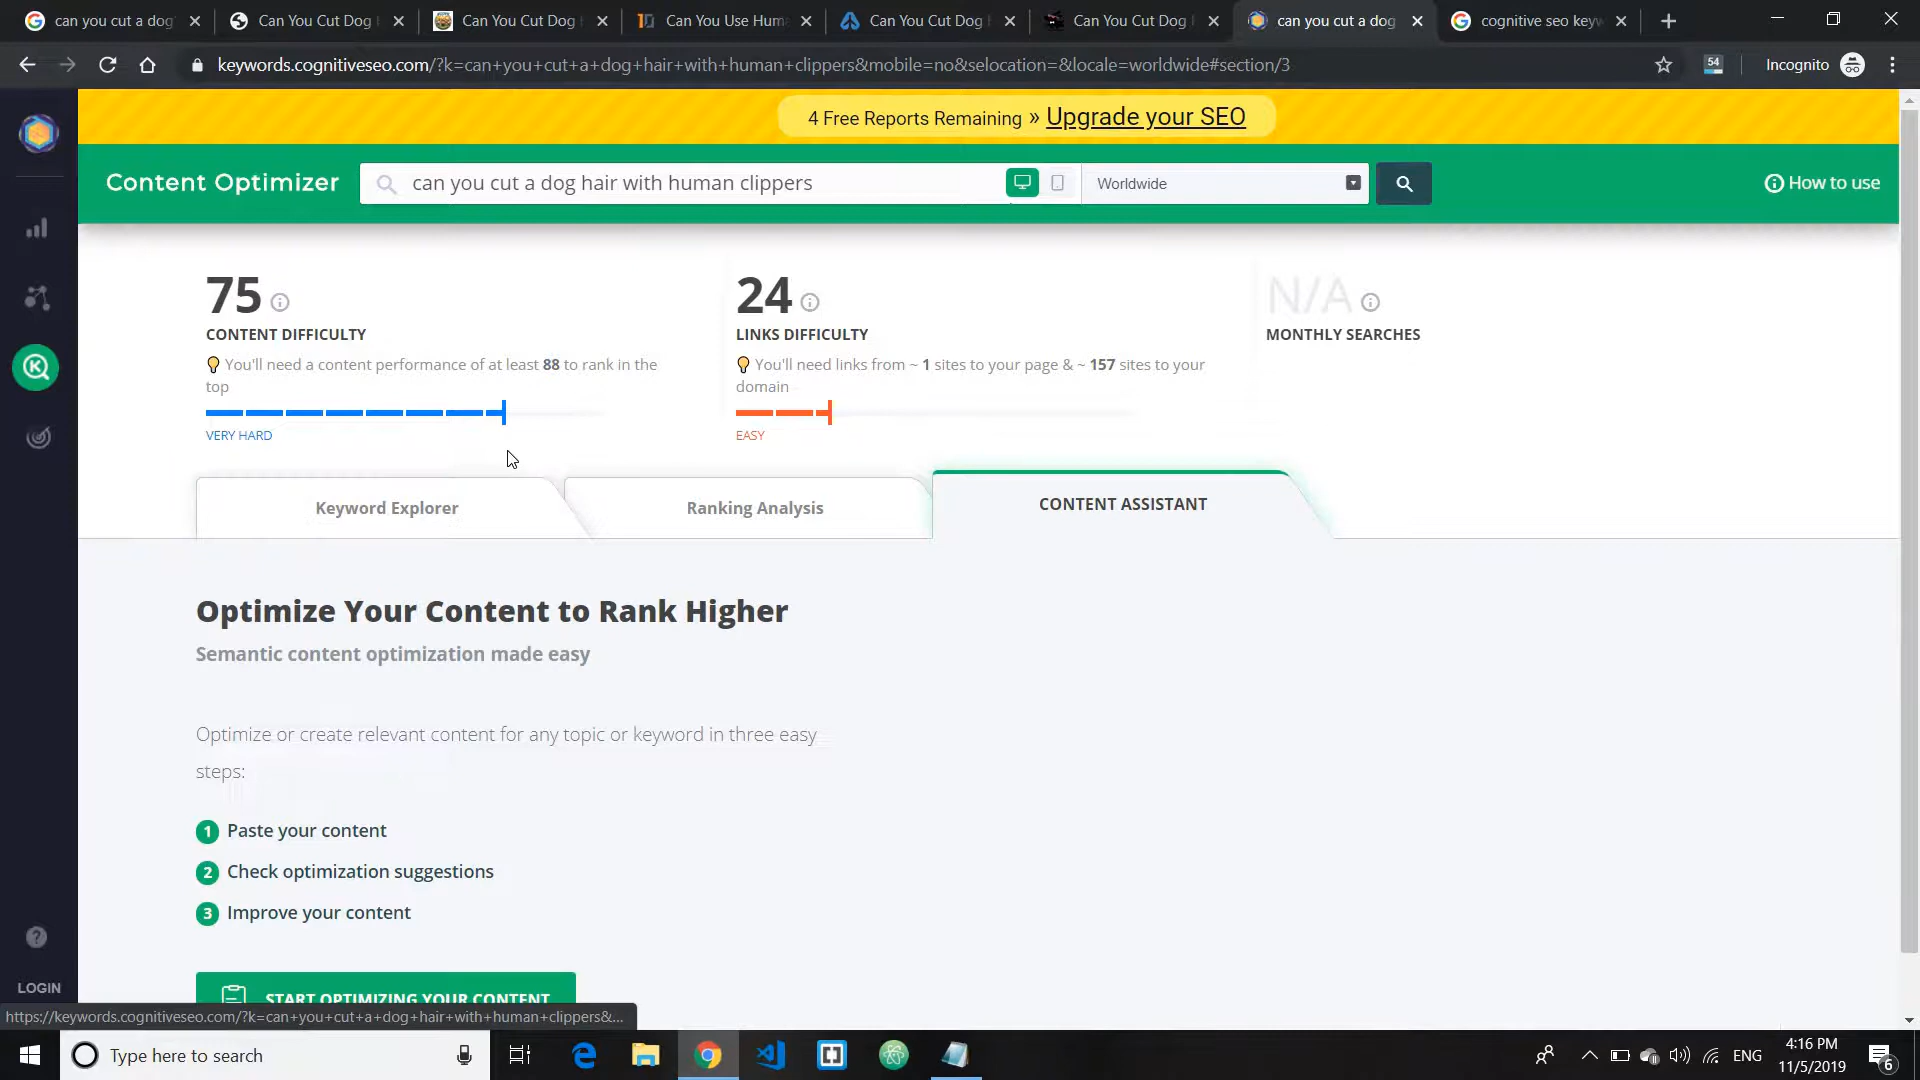 can you cut a dog
Can You Cut Dog
Can You Cut Dog
Can You Use Hum
Can You Cut Dog
Can You Cut Dog
can you cut a dog
cognitive seo keyw
keywords.cognitiveseo.com/?k=can+you+cut+a+dog+hair+with+human+clippers&mobile=no&selocation=&locale=worldwide#section/3
54
Incognito
4 Free Reports Remaining » Upgrade your SEO
Content Optimizer
can you cut a dog hair with human clippers
Worldwide
How to use
75
CONTENT DIFFICULTY
You'll need a content performance of at least 88 to rank in the
top
VERY HARD
24
LINKS DIFFICULTY
You'll need links from ~ 1 sites to your page & ~ 157 sites to your
domain
EASY
N/A
MONTHLY SEARCHES
Keyword Explorer
Ranking Analysis
CONTENT ASSISTANT
Optimize Your Content to Rank Higher
Semantic content optimization made easy
Optimize or create relevant content for any topic or keyword in three easy
steps:
1 Paste your content
2 Check optimization suggestions
3 Improve your content
START OPTIMIZING YOUR CONTENT
LOGIN
https://keywords.cognitiveseo.com/?k=can+you+cut+a+dog+hair+with+human+clippers&...
Type here to search
ENG
4:16 PM
11/5/2019
6